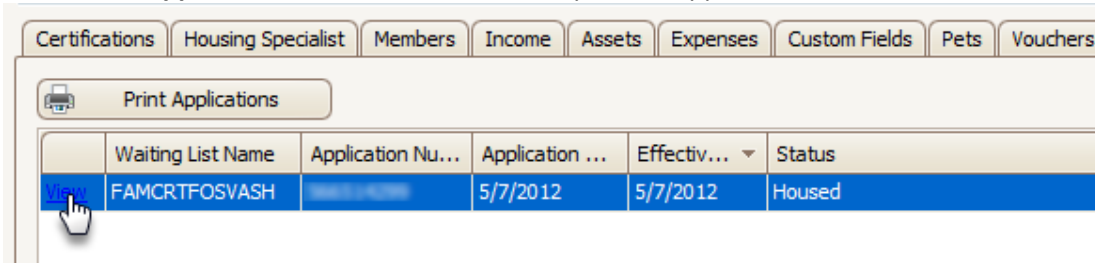 Certifications Housing Specialist Members Income Assets Expenses Custom Fields Pets Vouchers
Print Applications
Waiting List Name Application Nu... Application ... Effectiv... Status
View FAMCRTFOSVASH 5/7/2012 5/7/2012 Housed